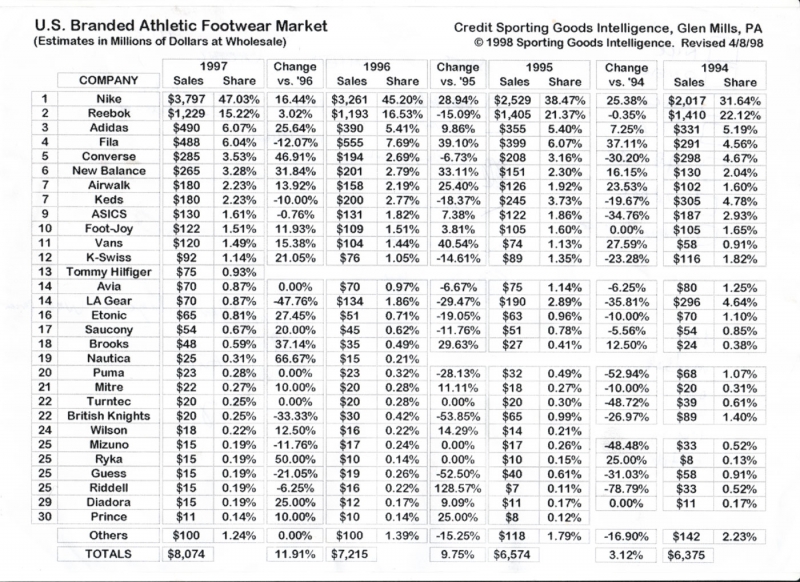 U.S. Branded Athletic Footwear Market
(Estimates in Millions of Dollars at Wholesale)
Credit Sporting Goods Intelligence, Glen Mills, PA
© 1998 Sporting Goods Intelligence. Revised 4/8/98
1997 Change 1996 Change 1995 Change 1994
COMPANY Sales Share vs. '96 Sales Share vs. '95 Sales Share vs. '94 Sales Share
1 Nike $3,797 47.03% 16.44% $3,261 45.20% 28.94% $2,529 38.47% 25.38% $2,017 31.64%
2 Reebok $1,229 15.22% 3.02% $1,193 16.53% -15.09% $1,405 21.37% -0.35% $1,410 22.12%
3 Adidas $490 6.07% 25.64% $390 5.41% 9.86% $355 5.40% 7.25% $331 5.19%
4 Fila $488 6.04% -12.07% $555 7.69% 39.10% $399 6.07% 37.11% $291 4.56%
5 Converse $285 3.53% 46.91% $194 2.69% -6.73% $208 3.16% -30.20% $298 4.67%
6 New Balance $265 3.28% 31.84% $201 2.79% 33.11% $151 2.30% 16.15% $130 2.04%
7 Airwalk $180 2.23% 13.92% $158 2.19% 25.40% $126 1.92% 23.53% $102 1.60%
7 Keds $180 2.23% -10.00% $200 2.77% -18.37% $245 3.73% -19.67% $305 4.78%
9 ASICS $130 1.61% -0.76% $131 1.82% 7.38% $122 1.86% -34.76% $187 2.93%
10 Foot-Joy $122 1.51% 11.93% $109 1.51% 3.81% $105 1.60% 0.00% $105 1.65%
11 Vans $120 1.49% 15.38% $104 1.44% 40.54% $74 1.13% 27.59% $58 0.91%
12 K-Swiss $92 1.14% 21.05% $76 1.05% -14.61% $89 1.35% -23.28% $116 1.82%
13 Tommy Hilfiger $75 0.93%
14 Avia $70 0.87% 0.00% $70 0.97% -6.67% $75 1.14% -6.25% $80 1.25%
14 LA Gear $70 0.87% -47.76% $134 1.86% -29.47% $190 2.89% -35.81% $296 4.64%
16 Etonic $65 0.81% 27.45% $51 0.71% -19.05% $63 0.96% -10.00% $70 1.10%
17 Saucony $54 0.67% 20.00% $45 0.62% -11.76% $51 0.78% -5.56% $54 0.85%
18 Brooks $48 0.59% 37.14% $35 0.49% 29.63% $27 0.41% 12.50% $24 0.38%
19 Nautica $25 0.31% 66.67% $15 0.21%
20 Puma $23 0.28% 0.00% $23 0.32% -28.13% $32 0.49% -52.94% $68 1.07%
21 Mitre $22 0.27% 10.00% $20 0.28% 11.11% $18 0.27% -10.00% $20 0.31%
22 Turntec $20 0.25% 0.00% $20 0.28% 0.00% $20 0.30% -48.72% $39 0.61%
22 British Knights $20 0.25% -33.33% $30 0.42% -53.85% $65 0.99% -26.97% $89 1.40%
24 Wilson $18 0.22% 12.50% $16 0.22% 14.29% $14 0.21%
25 Mizuno $15 0.19% -11.76% $17 0.24% 0.00% $17 0.26% -48.48% $33 0.52%
25 Ryka $15 0.19% 50.00% $10 0.14% 0.00% $10 0.15% 25.00% $8 0.13%
25 Guess $15 0.19% -21.05% $19 0.26% -52.50% $40 0.61% -31.03% $58 0.91%
25 Riddell $15 0.19% -6.25% $16 0.22% 128.57% $7 0.11% -78.79% $33 0.52%
29 Diadora $15 0.19% 25.00% $12 0.17% 9.09% $11 0.17% 0.00% $11 0.17%
30 Prince $11 0.14% 10.00% $10 0.14% 25.00% $8 0.12%
Others $100 1.24% 0.00% $100 1.39% -15.25% $118 1.79% -16.90% $142 2.23%
TOTALS $8,074 11.91% $7,215 9.75% $6,574 3.12% $6,375